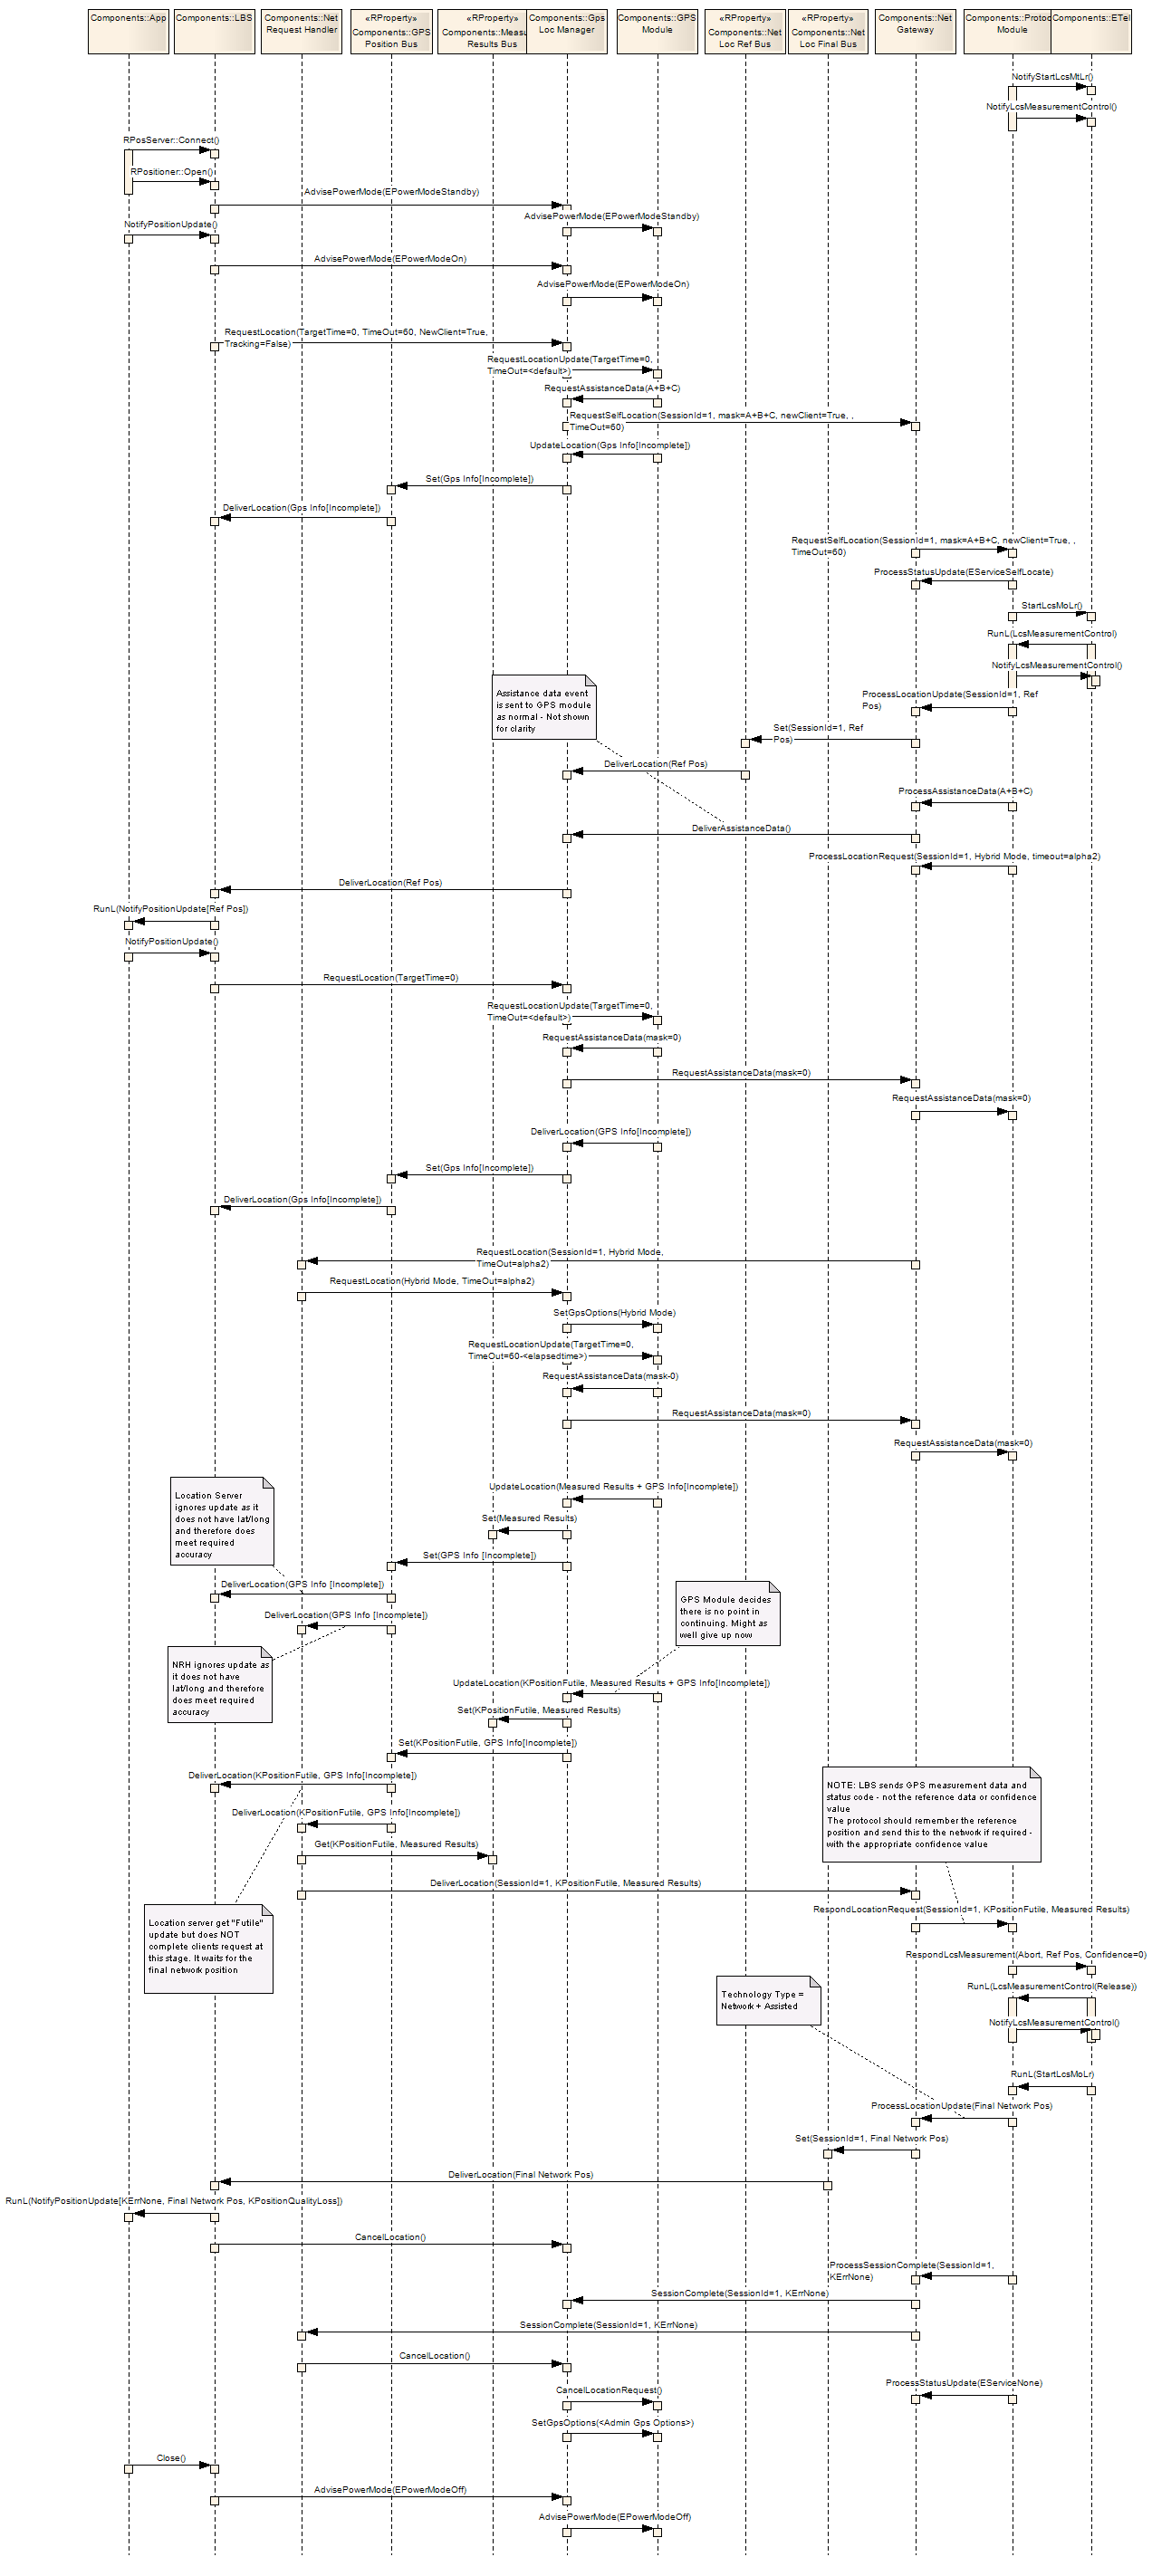 Components::App
Components::LBS
Components::Net
Request Handler
«RProperty»
Components::GPS
Position Bus
«RProperty»
Components::Measu
Results Bus
Components::Gps
Loc Manager
Components::GPS
Module
«RProperty»
Components::Net
Loc Ref Bus
«RProperty»
Components::Net
Loc Final Bus
Components::Net
Gateway
Components::Protoc
Module
Components::ETel
NotifyStartLcsMtLr()
NotifyLcsMeasurementControl()
RPosServer::Connect()
RPositioner::Open()
AdvisePowerMode(EPowerModeStandby)
AdvisePowerMode(EPowerModeStandby)
NotifyPositionUpdate()
AdvisePowerMode(EPowerModeOn)
AdvisePowerMode(EPowerModeOn)
RequestLocation(TargetTime=0, TimeOut=60, NewClient=True,
Tracking=False)
RequestLocationUpdate(TargetTime=0,
TimeOut=<default>)
RequestAssistanceData(A+B+C)
RequestSelfLocation(SessionId=1, mask=A+B+C, newClient=True, ,
TimeOut=60)
UpdateLocation(Gps Info[Incomplete])
Set(Gps Info[Incomplete])
DeliverLocation(Gps Info[Incomplete])
RequestSelfLocation(SessionId=1, mask=A+B+C, newClient=True, ,
TimeOut=60)
ProcessStatusUpdate(EServiceSelfLocate)
StartLcsMoLr()
RunL(LcsMeasurementControl)
NotifyLcsMeasurementControl()
Assistance data event
is sent to GPS module
as normal - Not shown
for clarity
ProcessLocationUpdate(SessionId=1, Ref
Pos)
Set(SessionId=1, Ref
Pos)
DeliverLocation(Ref Pos)
ProcessAssistanceData(A+B+C)
DeliverAssistanceData()
ProcessLocationRequest(SessionId=1, Hybrid Mode, timeout=alpha2)
DeliverLocation(Ref Pos)
RunL(NotifyPositionUpdate[Ref Pos])
NotifyPositionUpdate()
RequestLocation(TargetTime=0)
RequestLocationUpdate(TargetTime=0,
TimeOut=<default>)
RequestAssistanceData(mask=0)
RequestAssistanceData(mask=0)
RequestAssistanceData(mask=0)
DeliverLocation(GPS Info[Incomplete])
Set(Gps Info[Incomplete])
DeliverLocation(Gps Info[Incomplete])
RequestLocation(SessionId=1, Hybrid Mode,
TimeOut=alpha2)
RequestLocation(Hybrid Mode, TimeOut=alpha2)
SetGpsOptions(Hybrid Mode)
RequestLocationUpdate(TargetTime=0,
TimeOut=60-<elapsedtime>)
RequestAssistanceData(mask-0)
RequestAssistanceData(mask=0)
RequestAssistanceData(mask=0)
Location Server
ignores update as it
does not have lat/long
and therefore does
meet required
accuracy
UpdateLocation(Measured Results + GPS Info[Incomplete])
Set(Measured Results)
Set(GPS Info [Incomplete])
DeliverLocation(GPS Info [Incomplete])
DeliverLocation(GPS Info [Incomplete])
GPS Module decides
there is no point in
continuing. Might as
well give up now
NRH ignores update as
it does not have
lat/long and therefore
does meet required
accuracy
UpdateLocation(KPositionFutile, Measured Results + GPS Info[Incomplete])
Set(KPositionFutile, Measured Results)
Set(KPositionFutile, GPS Info[Incomplete])
DeliverLocation(KPositionFutile, GPS Info[Incomplete])
DeliverLocation(KPositionFutile, GPS Info[Incomplete])
Get(KPositionFutile, Measured Results)
NOTE: LBS sends GPS measurement data and
status code - not the reference data or confidence
value
The protocol should remember the reference
position and send this to the network if required -
with the appropriate confidence value
DeliverLocation(SessionId=1, KPositionFutile, Measured Results)
RespondLocationRequest(SessionId=1, KPositionFutile, Measured Results)
Location server get "Futile"
update but does NOT
complete clients request at
this stage. It waits for the
final network position
RespondLcsMeasurement(Abort, Ref Pos, Confidence=0)
RunL(LcsMeasurementControl(Release))
Technology Type =
Network + Assisted
NotifyLcsMeasurementControl()
RunL(StartLcsMoLr)
ProcessLocationUpdate(Final Network Pos)
Set(SessionId=1, Final Network Pos)
DeliverLocation(Final Network Pos)
RunL(NotifyPositionUpdate[KErrNone, Final Network Pos, KPositionQualityLoss])
CancelLocation()
ProcessSessionComplete(SessionId=1,
KErrNone)
SessionComplete(SessionId=1, KErrNone)
SessionComplete(SessionId=1, KErrNone)
CancelLocation()
ProcessStatusUpdate(EServiceNone)
CancelLocationRequest()
SetGpsOptions(<Admin Gps Options>)
Close()
AdvisePowerMode(EPowerModeOff)
AdvisePowerMode(EPowerModeOff)